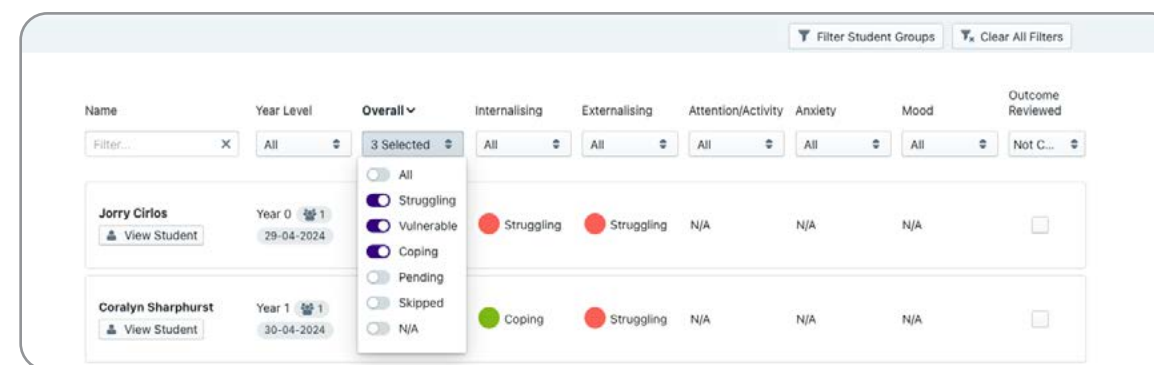 Filter Student Groups Clear All Filters
Name Year Level Overall Internalising Externalising Attention/Activity Anxiety Mood Outcome Reviewed
Filter... X All 3 Selected All All All All All Not C...
All
Struggling
Vulnerable
Coping
Pending
Skipped
N/A
Jorry Cirlos
View Student
Year 0 1
29-04-2024
Struggling Struggling N/A N/A N/A
Coralyn Sharphurst
View Student
Year 1 1
30-04-2024
Coping Struggling N/A N/A N/A